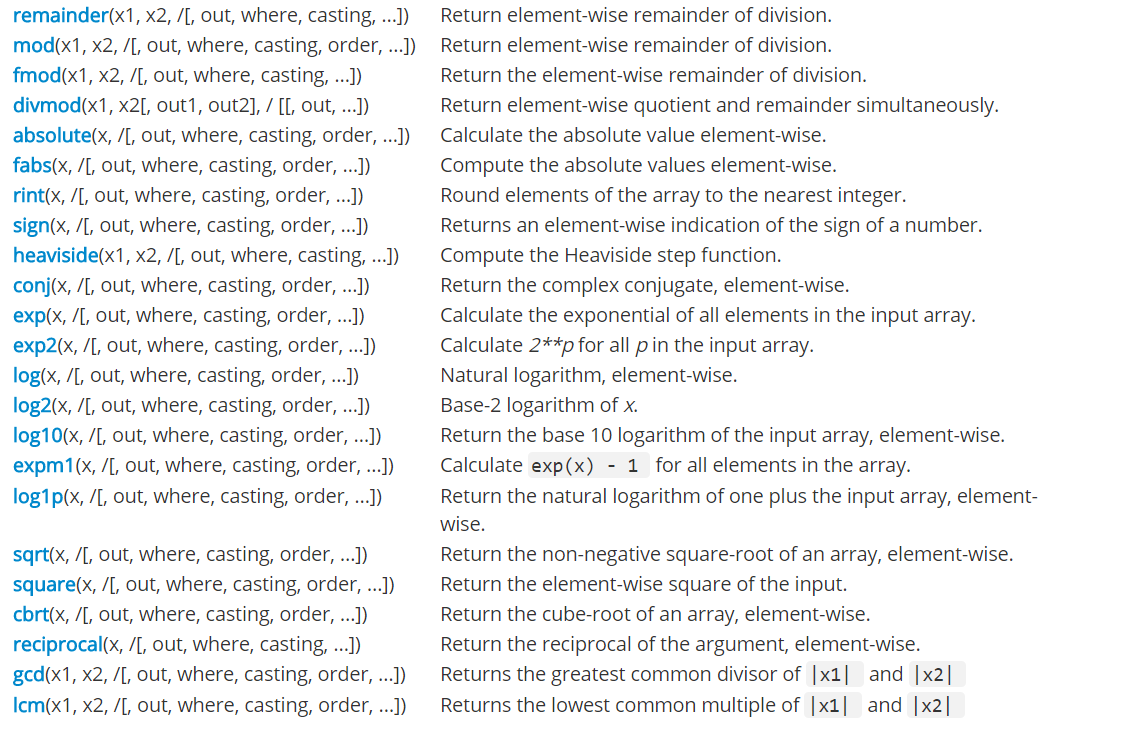 remainder(x1, x2, /[, out, where, casting, ...]) Return element-wise remainder of division.
mod(x1, x2, /[, out, where, casting, order, ...]) Return element-wise remainder of division.
fmod(x1, x2, /[, out, where, casting, ...]) Return the element-wise remainder of division.
divmod(x1, x2[, out1, out2], / [[, out, ...]) Return element-wise quotient and remainder simultaneously.
absolute(x, /[, out, where, casting, order, ...]) Calculate the absolute value element-wise.
fabs(x, /[, out, where, casting, order, ...]) Compute the absolute values element-wise.
rint(x, /[, out, where, casting, order, ...]) Round elements of the array to the nearest integer.
sign(x, /[, out, where, casting, order, ...]) Returns an element-wise indication of the sign of a number.
heaviside(x1, x2, /[, out, where, casting, ...]) Compute the Heaviside step function.
conj(x, /[, out, where, casting, order, ...]) Return the complex conjugate, element-wise.
exp(x, /[, out, where, casting, order, ...]) Calculate the exponential of all elements in the input array.
exp2(x, /[, out, where, casting, order, ...]) Calculate 2**p for all p in the input array.
log(x, /[, out, where, casting, order, ...]) Natural logarithm, element-wise.
log2(x, /[, out, where, casting, order, ...]) Base-2 logarithm of x.
log10(x, /[, out, where, casting, order, ...]) Return the base 10 logarithm of the input array, element-wise.
expm1(x, /[, out, where, casting, order, ...]) Calculate exp(x) - 1 for all elements in the array.
log1p(x, /[, out, where, casting, order, ...]) Return the natural logarithm of one plus the input array, element-
wise.
sqrt(x, /[, out, where, casting, order, ...]) Return the non-negative square-root of an array, element-wise.
square(x, /[, out, where, casting, order, ...]) Return the element-wise square of the input.
cbrt(x, /[, out, where, casting, order, ...]) Return the cube-root of an array, element-wise.
reciprocal(x, /[, out, where, casting, ...]) Return the reciprocal of the argument, element-wise.
gcd(x1, x2, /[, out, where, casting, order, ...]) Returns the greatest common divisor of |x1| and |x2|
lcm(x1, x2, /[, out, where, casting, order, ...]) Returns the lowest common multiple of |x1| and |x2|